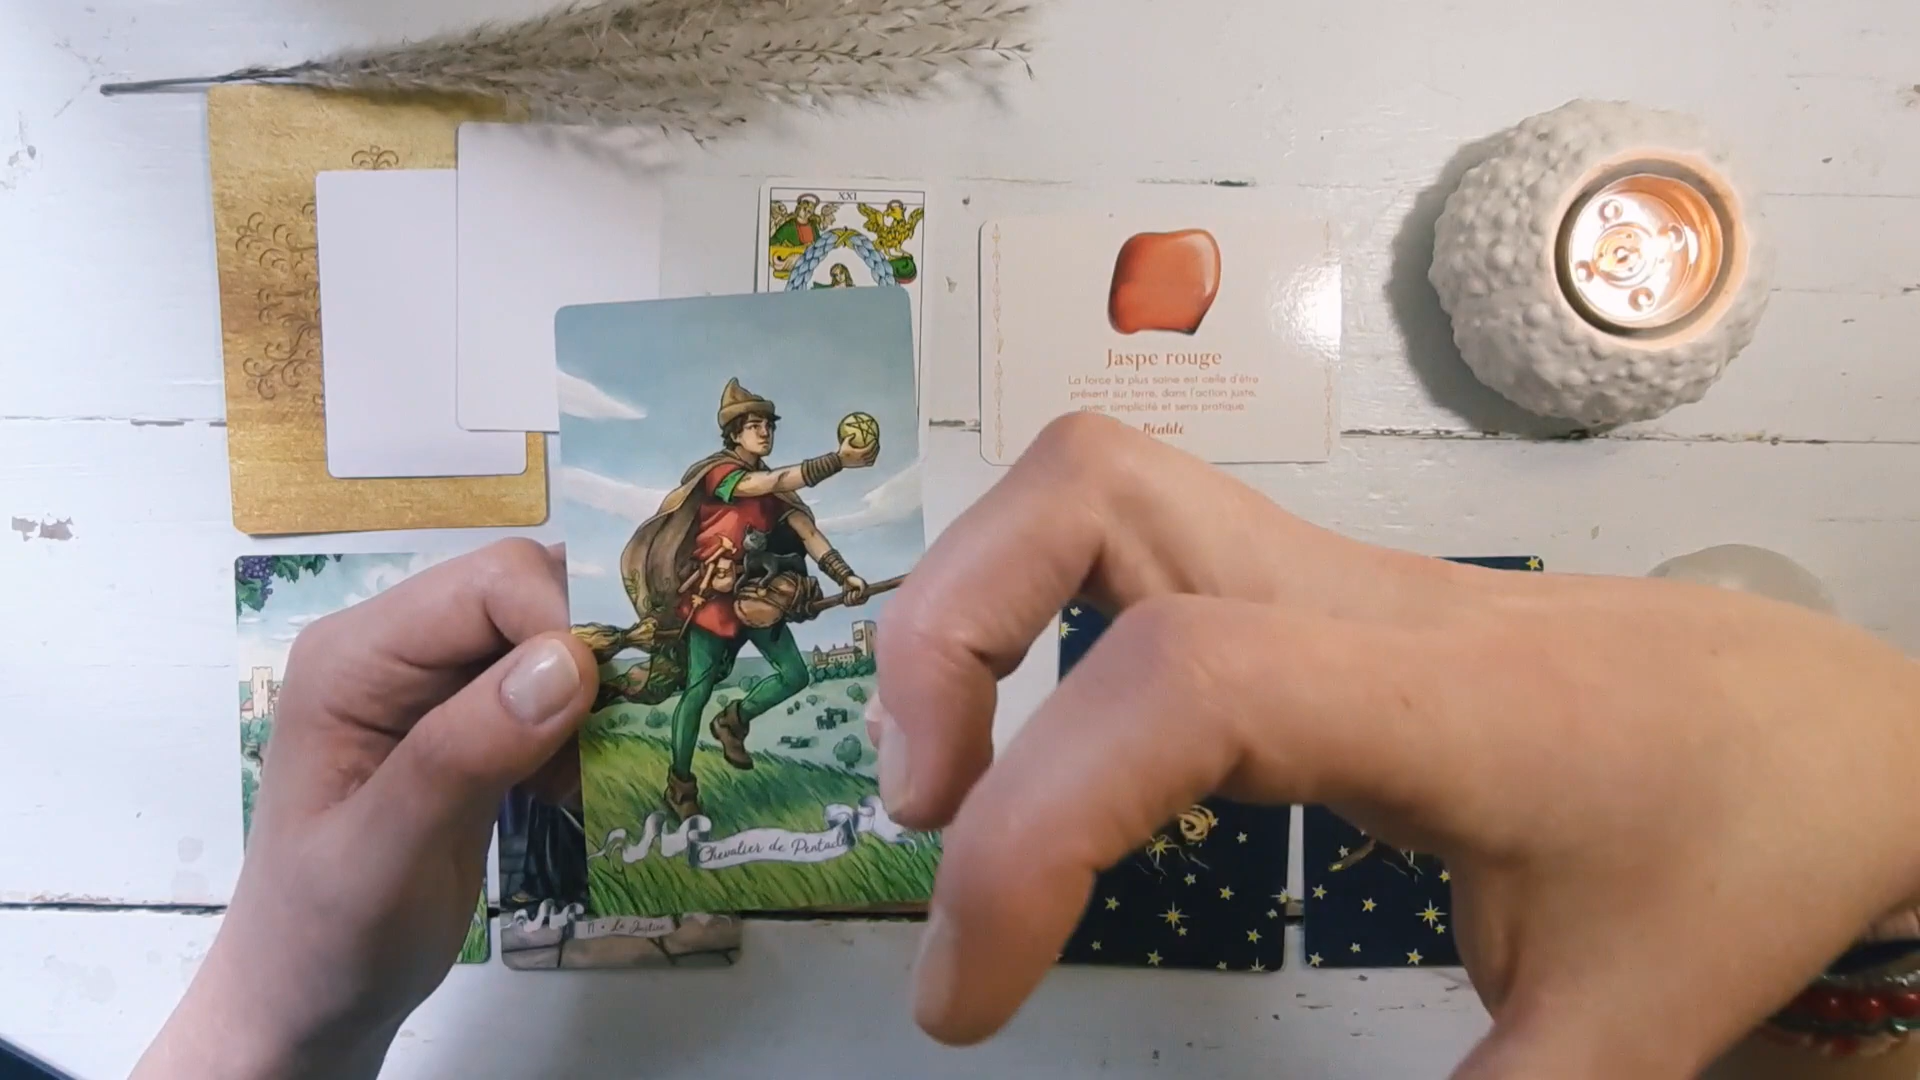 XXI
Jaspe rouge
La force la plus saine est celle d'être
présent sur terre, dans l'action juste,
avec simplicité et sens pratique.
Réalité
Chevalier de Pentacle
11 • La Justice